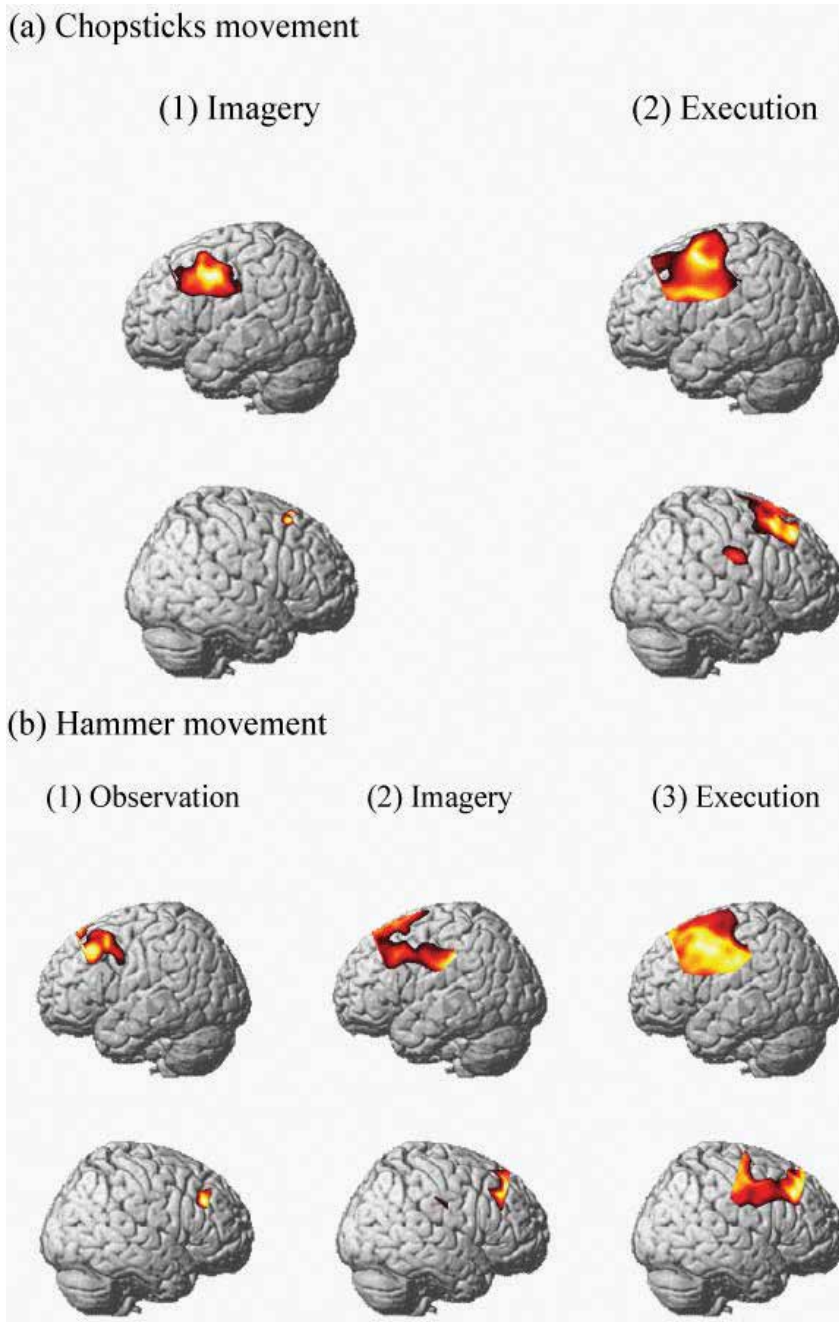 (a) Chopsticks movement
(1) Imagery
(2) Execution
(b) Hammer movement
(1) Observation
(2) Imagery
(3) Execution